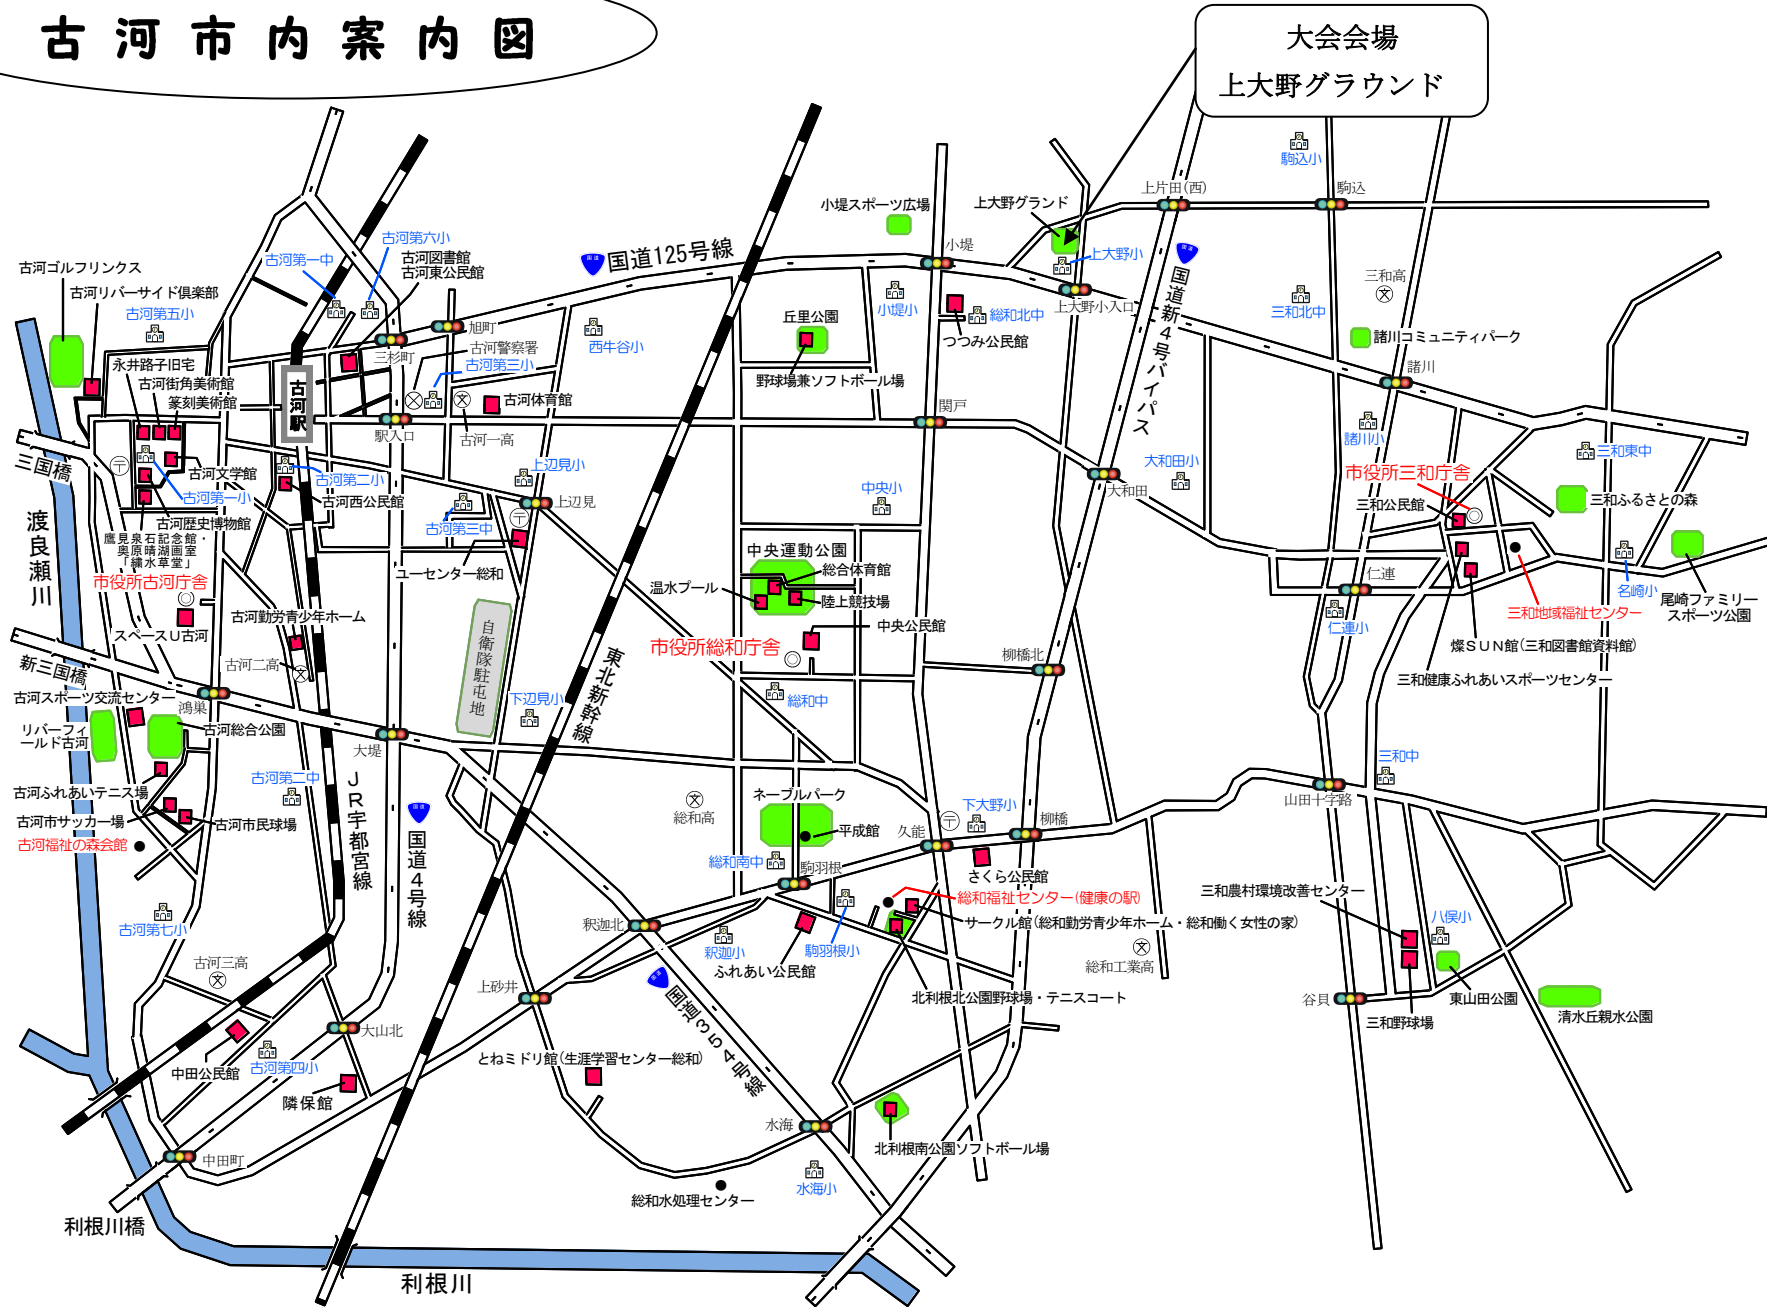 古河市内案内図
大会会場
上大野グラウンド
駒込小
上片田(西)
駒込
小堤スポーツ広場
上大野グランド
古河第六小
古河第一中
古河図書館
古河東公民館
国道125号線
小堤
上大野小
国道新4号バイパス
三和高
古河ゴルフリンクス
古河リバーサイド倶楽部
古河第五小
旭町
三杉町
古河警察署
古河第三小
西牛谷小
丘里公園
小堤小
総和北中
上大野小入口
つつみ公民館
三和北中
諸川コミュニティパーク
諸川
永井路子旧宅
古河街角美術館
篆刻美術館
古河駅
古河体育館
野球場兼ソフトボール場
関戸
駅入口
古河一高
諸川小
三国橋
古河文学館
古河第二小
古河第一小
古河西公民館
上辺見小
上辺見
中央小
大和田小
大和田
市役所三和庁舎
三和東中
三和公民館
三和ふるさとの森
渡良瀬川
古河歴史博物館
鷹見泉石記念館・
奥原晴湖画室
「繍水草堂」
古河第三中
中央運動公園
総合体育館
市役所古河庁舎
ユーセンター総和
温水プール
陸上競技場
仁連
名崎小
尾崎ファミリー
スポーツ公園
スペースU古河
古河勤労青少年ホーム
自衛隊駐屯地
中央公民館
仁連小
三和地域福祉センター
市役所総和庁舎
柳橋北
燦SUN館(三和図書館資料館)
新三国橋
古河二高
東北新幹線
三和健康ふれあいスポーツセンター
古河スポーツ交流センター
鴻巣
下辺見小
総和中
リバーフィ
ールド古河
古河総合公園
大堤
三和中
古河第二中
JR宇都宮線
国道4号線
古河ふれあいテニス場
古河市サッカー場
古河市民球場
古河福祉の森会館
総和高
ネーブルパーク
平成館
久能
下大野小
柳橋
山田十字路
総和南中
駒羽根
さくら公民館
総和福祉センター(健康の駅)
三和農村環境改善センター
八俣小
古河第七小
釈迦北
釈迦小
ふれあい公民館
駒羽根小
サークル館(総和勤労青少年ホーム・総和働く女性の家)
総和工業高
古河三高
上砂井
国道354号線
北利根北公園野球場・テニスコート
谷貝
三和野球場
東山田公園
清水丘親水公園
大山北
中田公民館
古河第四小
隣保館
とねミドリ館(生涯学習センター総和)
水海
北利根南公園ソフトボール場
中田町
水海小
総和水処理センター
利根川橋
利根川